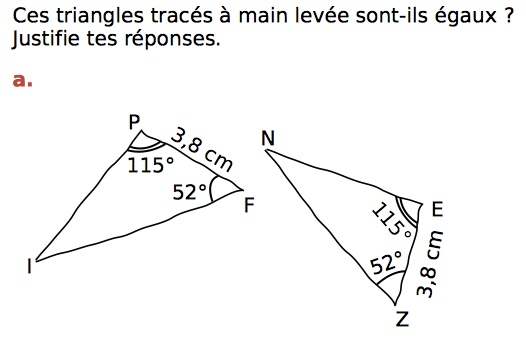 Ces triangles tracés à main levée sont-ils égaux ?
Justifie tes réponses.
a.
P
3,8 cm
115°
52°
F
I
N
E
115°
52°
3,8 cm
Z